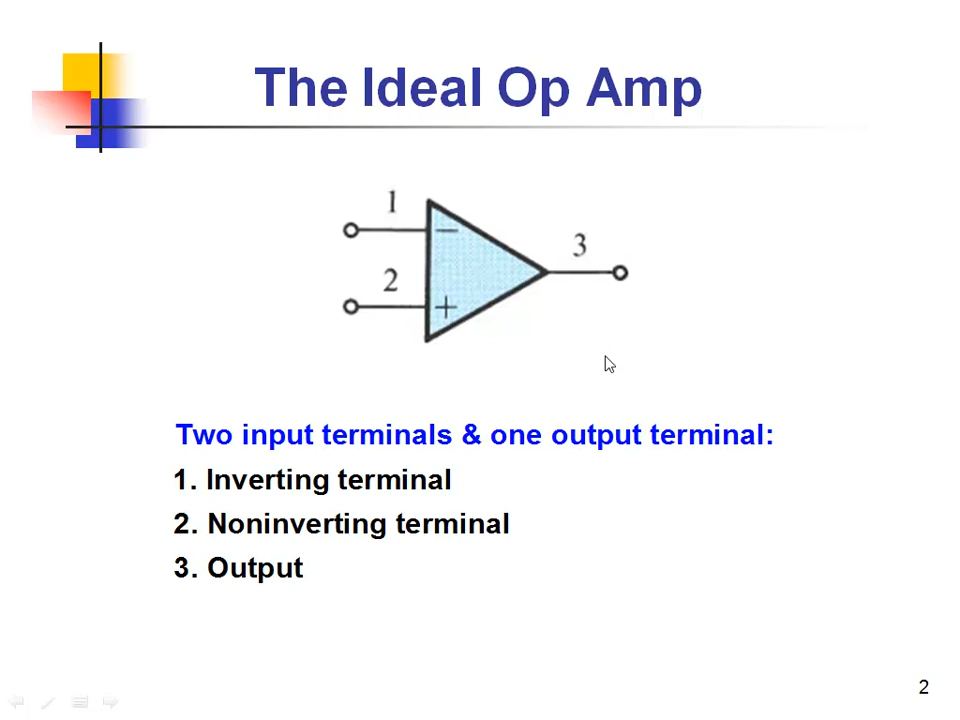 The Ideal Op Amp
1
−
2
+
3
Two input terminals & one output terminal:
1. Inverting terminal
2. Noninverting terminal
3. Output
2